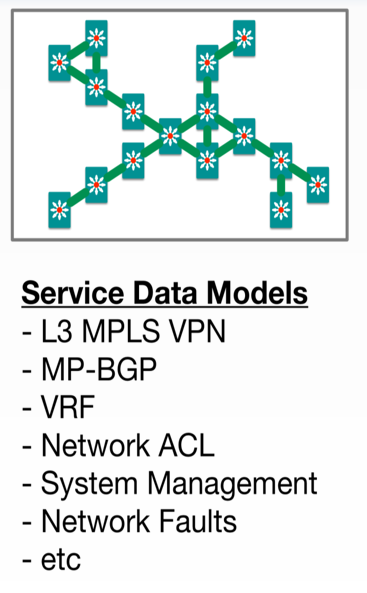 Service Data Models
- L3 MPLS VPN
- MP-BGP
- VRF
- Network ACL
- System Management
- Network Faults
- etc